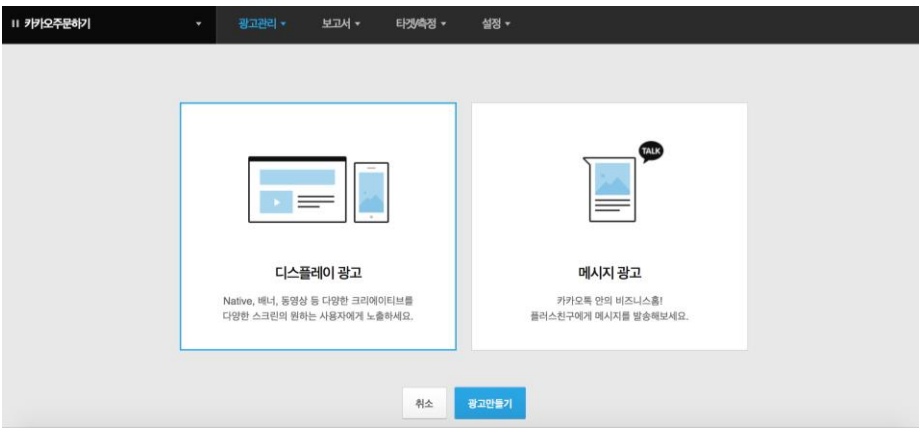 카카오주문하기
광고관리 보고서 타겟/측정 설정
TALK
디스플레이 광고
Native, 배너, 동영상 등 다양한 크리에이티브를
다양한 스크린의 원하는 사용자에게 노출하세요.
메시지 광고
카카오톡 안의 비즈니스홈!
플러스친구에게 메시지를 발송해보세요.
취소 광고만들기